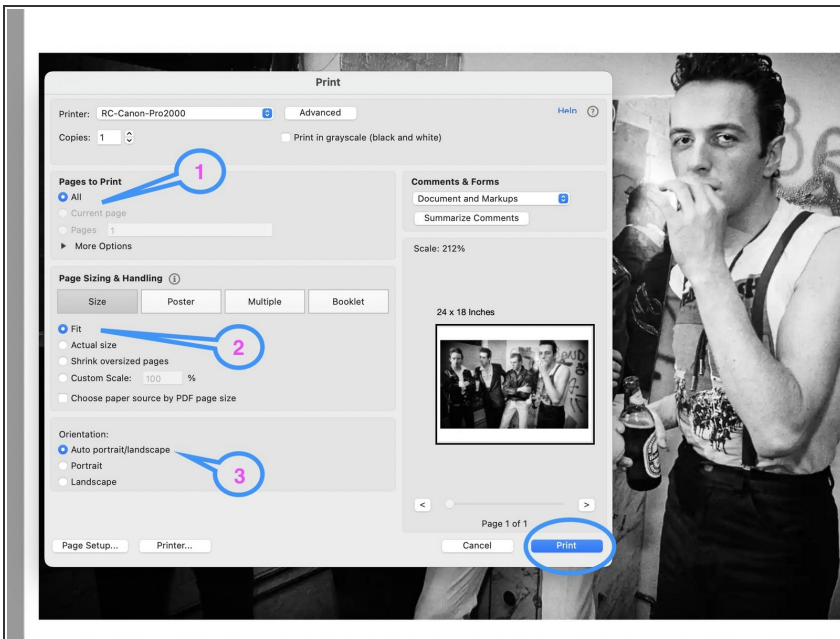 Print
Printer: RC-Canon-Pro2000 Advanced Help ?
Copies: 1 Print in grayscale (black and white)
Pages to Print
All
Current page
Pages 1
More Options
1
Comments & Forms
Document and Markups
Summarize Comments
Page Sizing & Handling i
Size Poster Multiple Booklet
Fit
Actual size
Shrink oversized pages
Custom Scale: 100 %
Choose paper source by PDF page size
2
Orientation:
Auto portrait/landscape
Portrait
Landscape
3
Scale: 212%
24 x 18 Inches
< >
Page 1 of 1
Page Setup... Printer... Cancel Print